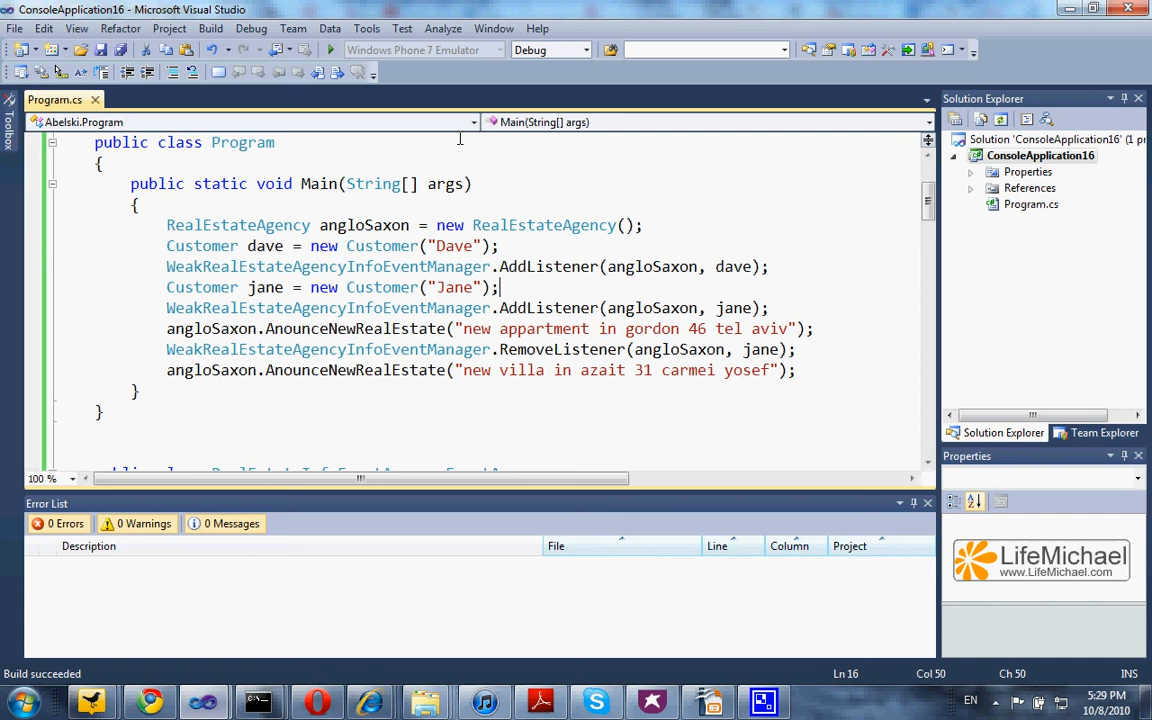 ConsoleApplication16 - Microsoft Visual Studio
File Edit View Refactor Project Build Debug Team Data Tools Test Analyze Window Help
Windows Phone 7 Emulator Debug
Program.cs
Abelski.Program Main(String[] args)
public class Program
{
public static void Main(String[] args)
{
RealEstateAgency angloSaxon = new RealEstateAgency();
Customer dave = new Customer("Dave");
WeakRealEstateAgencyInfoEventManager.AddListener(angloSaxon, dave);
Customer jane = new Customer("Jane");
WeakRealEstateAgencyInfoEventManager.AddListener(angloSaxon, jane);
angloSaxon.AnounceNewRealEstate("new appartment in gordon 46 tel aviv");
WeakRealEstateAgencyInfoEventManager.RemoveListener(angloSaxon, jane);
angloSaxon.AnounceNewRealEstate("new villa in azait 31 carmei yosef");
}
}
100 %
Toolbox
Solution Explorer
Solution 'ConsoleApplication16' (1 pr
ConsoleApplication16
Properties
References
Program.cs
Solution Explorer Team Explorer
Properties
LifeMichael
www.LifeMichael.com
Error List
0 Errors 0 Warnings 0 Messages
Description File Line Column Project
Build succeeded Ln 16 Col 50 Ch 50 INS
EN
5:29 PM
10/8/2010